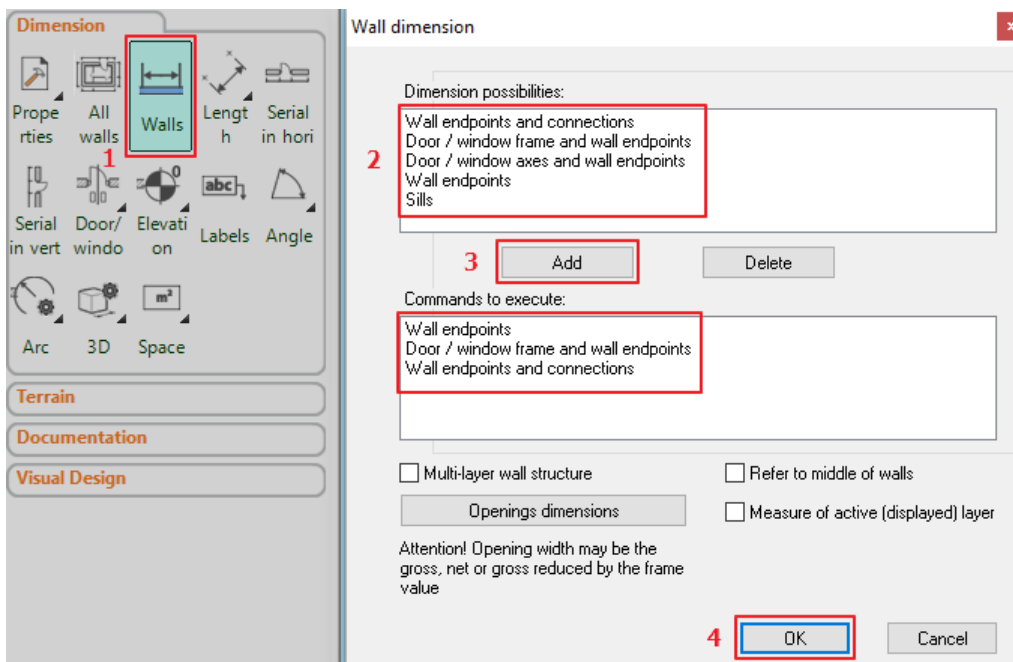 Dimension
Prope
rties
All
walls
Walls
Lengt
h
Serial
in hori
1
Serial
in vert
Door/
windo
0
Elevati
on
abc
Labels
Angle
Arc
3D
m²
Space
Terrain
Documentation
Visual Design
Wall dimension
x
Dimension possibilities:
2
Wall endpoints and connections
Door / window frame and wall endpoints
Door / window axes and wall endpoints
Wall endpoints
Sills
3
Add
Delete
Commands to execute:
Wall endpoints
Door / window frame and wall endpoints
Wall endpoints and connections
Multi-layer wall structure
Refer to middle of walls
Openings dimensions
Measure of active (displayed) layer
Attention! Opening width may be the
gross, net or gross reduced by the frame
value
4
OK
Cancel